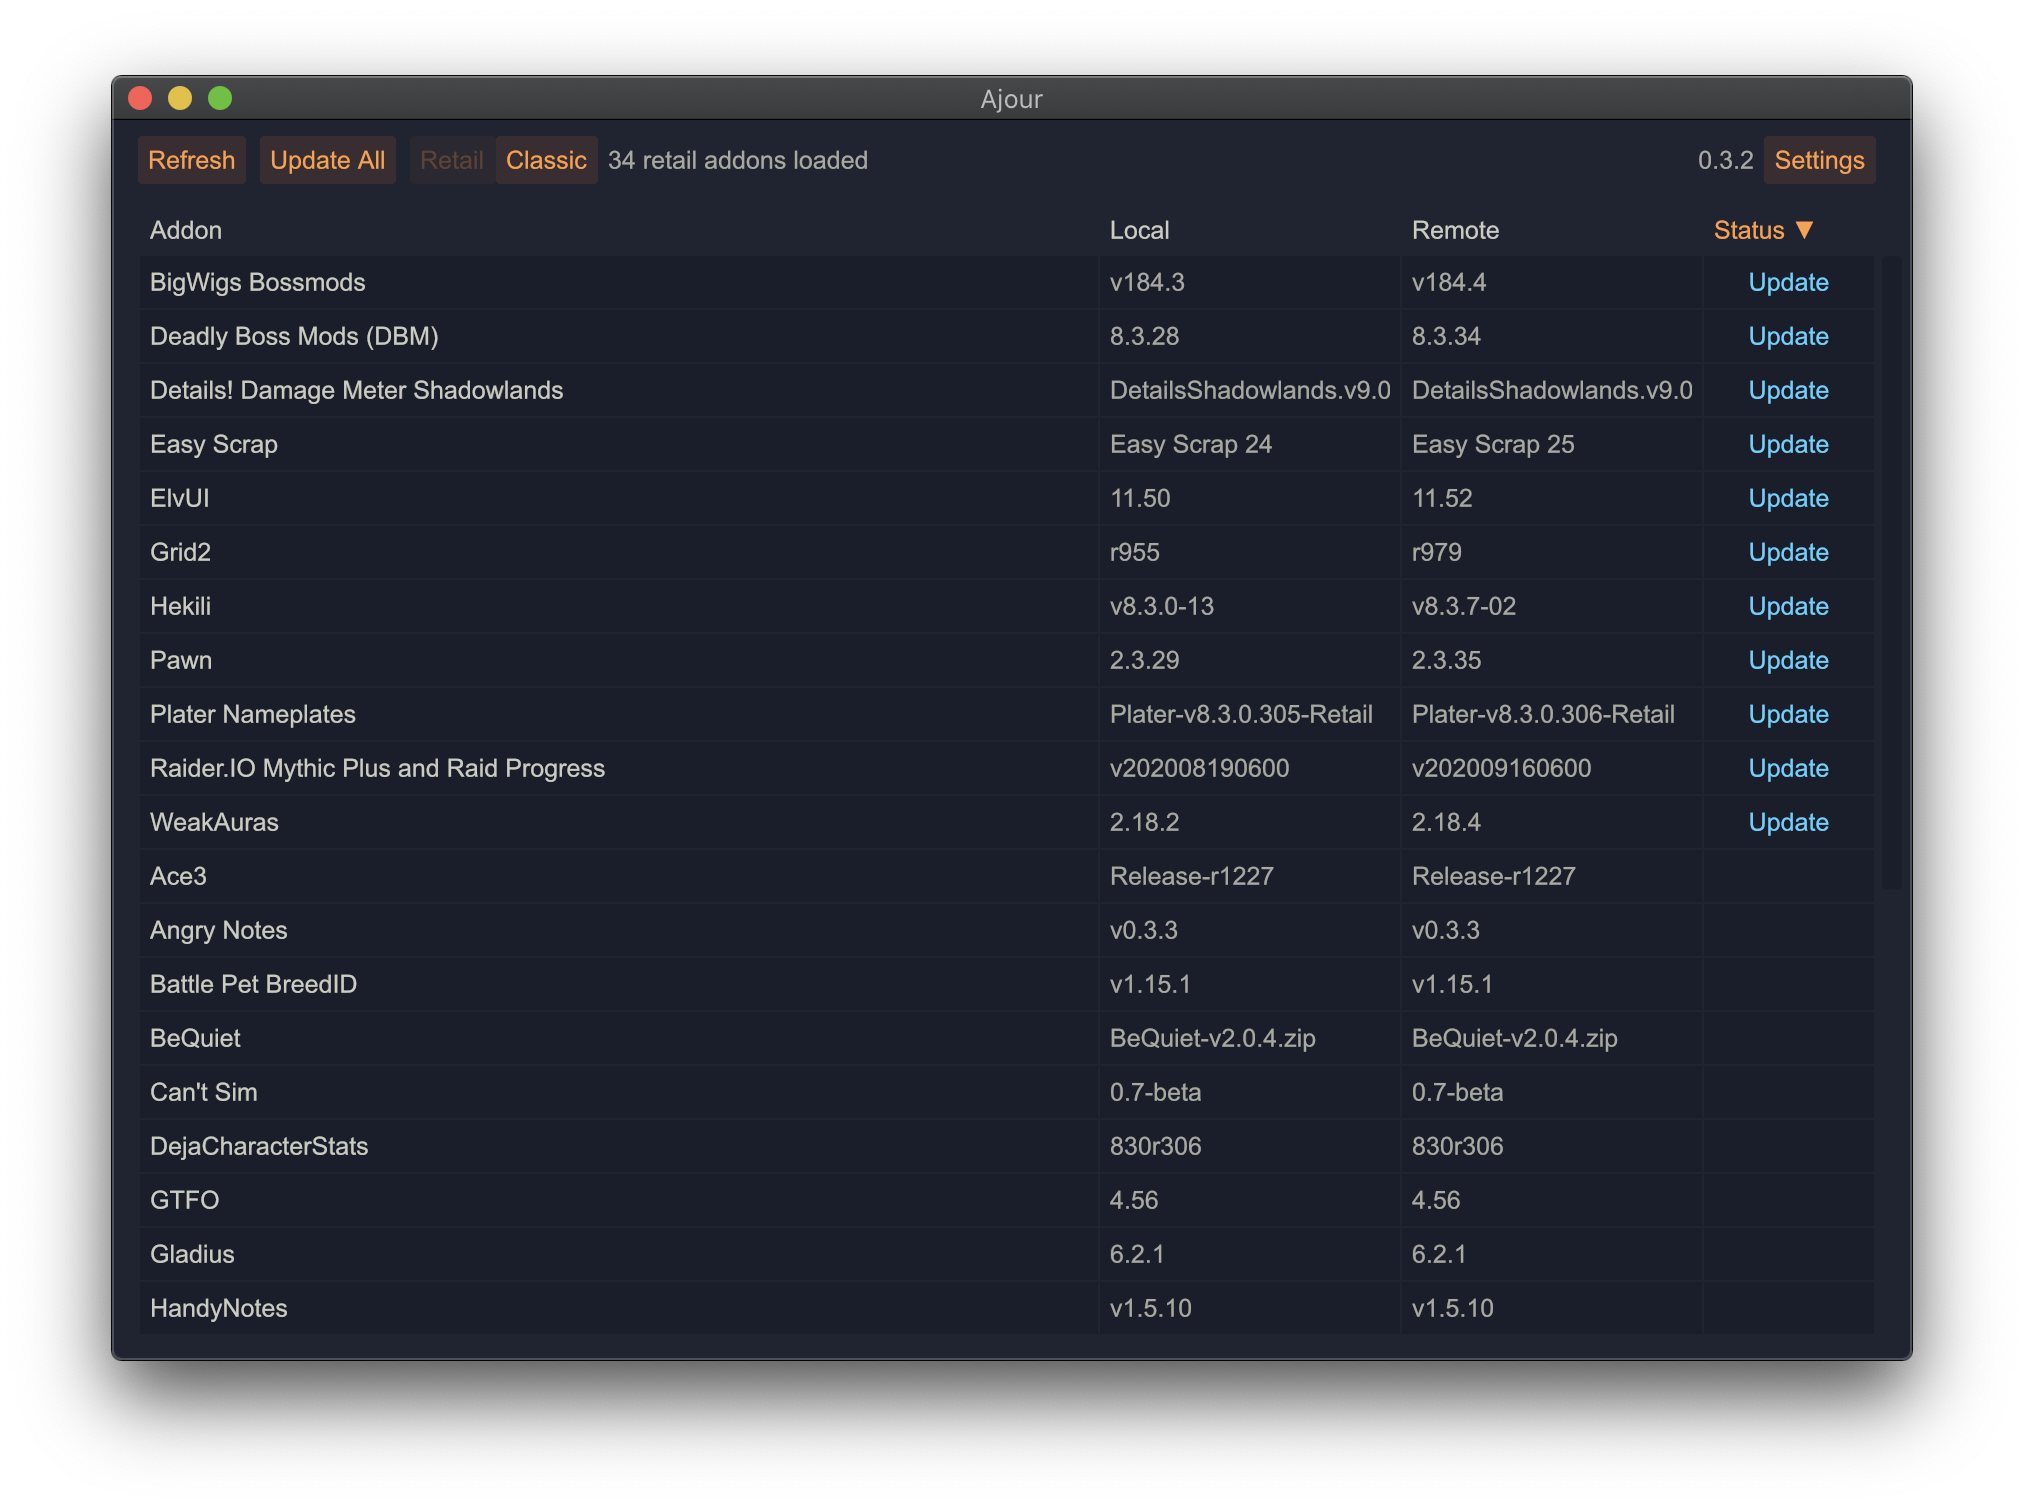 Ajour
Refresh Update All Retail Classic 34 retail addons loaded 0.3.2 Settings
Addon Local Remote Status ▼
BigWigs Bossmods v184.3 v184.4 Update
Deadly Boss Mods (DBM) 8.3.28 8.3.34 Update
Details! Damage Meter Shadowlands DetailsShadowlands.v9.0 DetailsShadowlands.v9.0 Update
Easy Scrap Easy Scrap 24 Easy Scrap 25 Update
ElvUI 11.50 11.52 Update
Grid2 r955 r979 Update
Hekili v8.3.0-13 v8.3.7-02 Update
Pawn 2.3.29 2.3.35 Update
Plater Nameplates Plater-v8.3.0.305-Retail Plater-v8.3.0.306-Retail Update
Raider.IO Mythic Plus and Raid Progress v202008190600 v202009160600 Update
WeakAuras 2.18.2 2.18.4 Update
Ace3 Release-r1227 Release-r1227
Angry Notes v0.3.3 v0.3.3
Battle Pet BreedID v1.15.1 v1.15.1
BeQuiet BeQuiet-v2.0.4.zip BeQuiet-v2.0.4.zip
Can't Sim 0.7-beta 0.7-beta
DejaCharacterStats 830r306 830r306
GTFO 4.56 4.56
Gladius 6.2.1 6.2.1
HandyNotes v1.5.10 v1.5.10